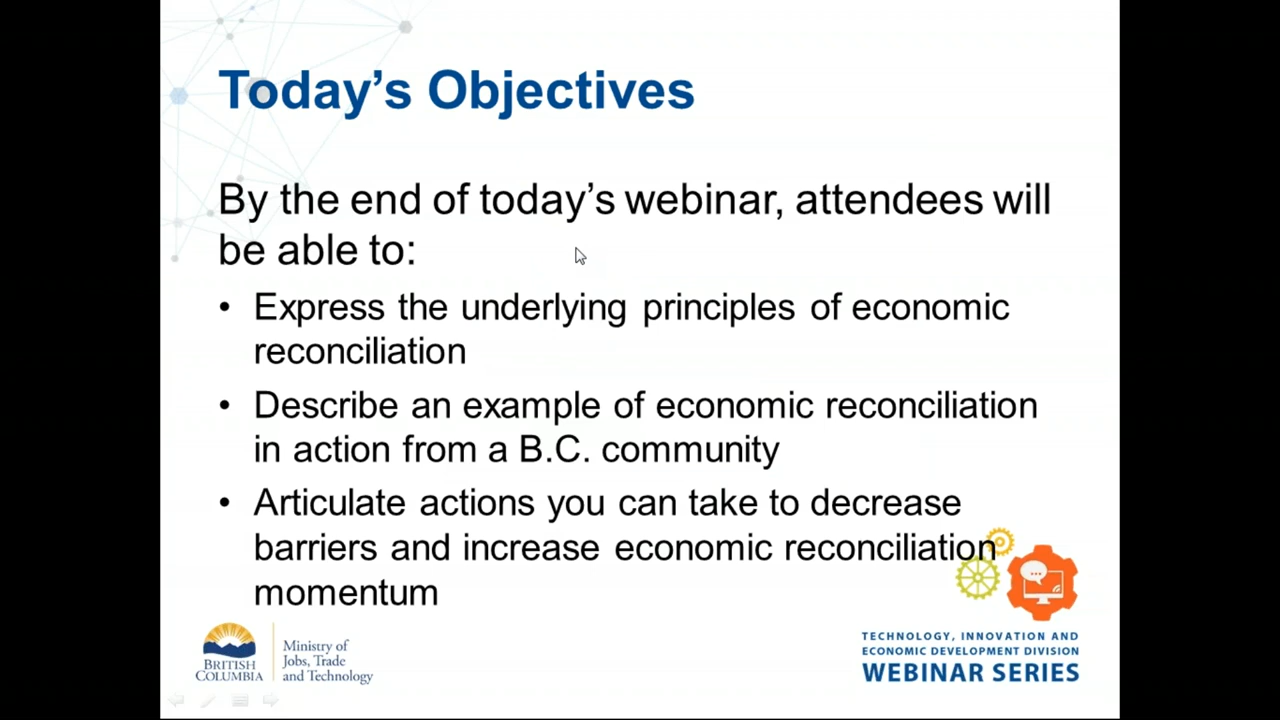 Today's Objectives
By the end of today's webinar, attendees will
be able to:
• Express the underlying principles of economic
reconciliation
• Describe an example of economic reconciliation
in action from a B.C. community
• Articulate actions you can take to decrease
barriers and increase economic reconciliation
momentum
BRITISH
COLUMBIA
Ministry of
Jobs, Trade
and Technology
TECHNOLOGY, INNOVATION AND
ECONOMIC DEVELOPMENT DIVISION
WEBINAR SERIES